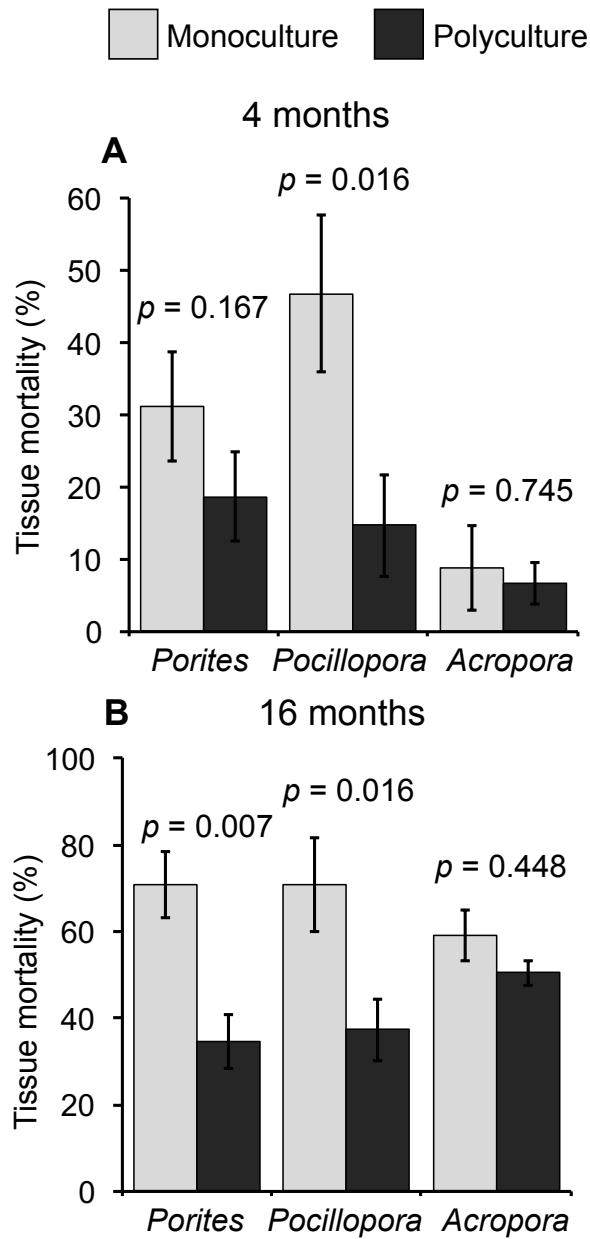 Monoculture Polyculture
4 months
A
p = 0.016
60
50
p = 0.167
40
30
20
p = 0.745
10
0
Tissue mortality (%)
Porites Pocillopora Acropora
B 16 months
100
p = 0.016
p = 0.007
80
p = 0.448
60
40
20
0
Tissue mortality (%)
Porites Pocillopora Acropora